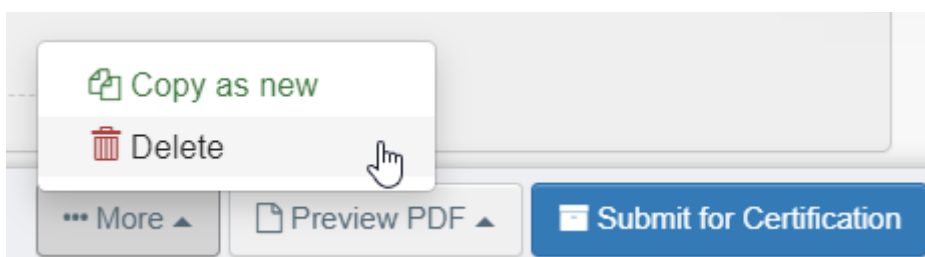 Copy as new
Delete
••• More
Preview PDF
Submit for Certification